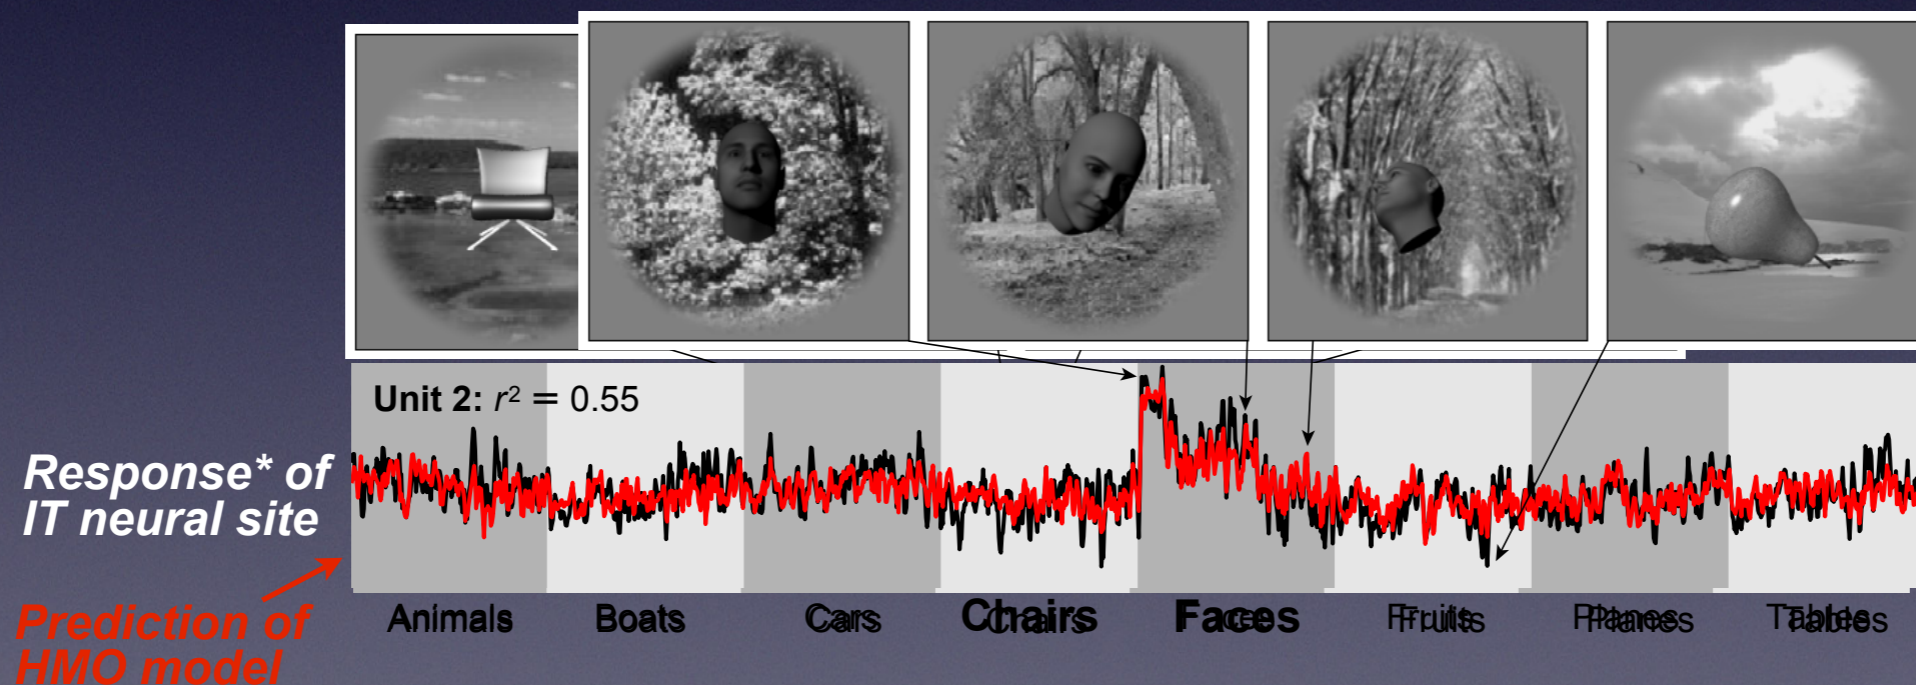 Unit 2: r² = 0.55
Response* of
IT neural site
Prediction of
HMO model
Animals
Boats
Cars
Chairs
Faces
Fruits
Planes
Tables